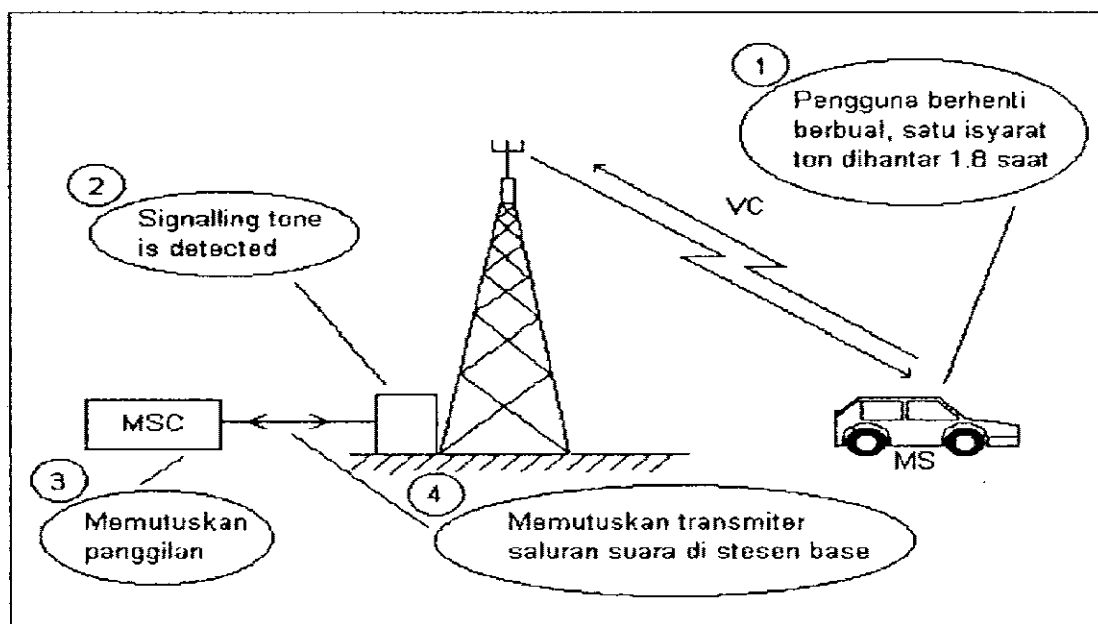 1
Pengguna berhenti
berbual, satu isyarat
ton dihantar 1.8 saat
2
Signalling tone
is detected
VC
MSC
MS
3
Memutuskan
panggilan
4
Memutuskan transmiter
saluran suara di stesen base